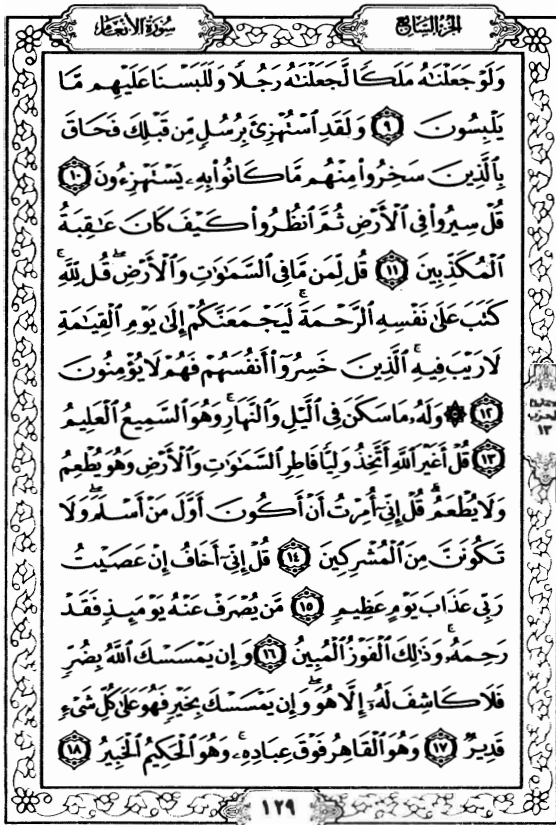 الجزء السابع
سورة الأنعام
وَلَوْ جَعَلْنَٰهُ مَلَكًا لَّجَعَلْنَٰهُ رَجُلًا وَلَلَبَسْنَا عَلَيْهِم مَّا
يَلْبِسُونَ ٩ وَلَقَدِ ٱسْتُهْزِئَ بِرُسُلٍ مِّن قَبْلِكَ فَحَاقَ
بِٱلَّذِينَ سَخِرُوا۟ مِنْهُم مَّا كَانُوا۟ بِهِۦ يَسْتَهْزِءُونَ ١٠
قُلْ سِيرُوا۟ فِى ٱلْأَرْضِ ثُمَّ ٱنظُرُوا۟ كَيْفَ كَانَ عَٰقِبَةُ
ٱلْمُكَذِّبِينَ ١١ قُل لِّمَن مَّا فِى ٱلسَّمَٰوَٰتِ وَٱلْأَرْضِ ۖ قُل لِّلَّهِ ۚ
كَتَبَ عَلَىٰ نَفْسِهِ ٱلرَّحْمَةَ ۚ لَيَجْمَعَنَّكُمْ إِلَىٰ يَوْمِ ٱلْقِيَٰمَةِ
لَا رَيْبَ فِيهِ ۚ ٱلَّذِينَ خَسِرُوٓا۟ أَنفُسَهُمْ فَهُمْ لَا يُؤْمِنُونَ
١٢ ۞ وَلَهُۥ مَا سَكَنَ فِى ٱلَّيْلِ وَٱلنَّهَارِ ۚ وَهُوَ ٱلسَّمِيعُ ٱلْعَلِيمُ
١٣ قُلْ أَغَيْرَ ٱللَّهِ أَتَّخِذُ وَلِيًّا فَاطِرِ ٱلسَّمَٰوَٰتِ وَٱلْأَرْضِ وَهُوَ يُطْعِمُ
وَلَا يُطْعَمُ ۗ قُلْ إِنِّىٓ أُمِرْتُ أَنْ أَكُونَ أَوَّلَ مَنْ أَسْلَمَ ۖ وَلَا
تَكُونَنَّ مِنَ ٱلْمُشْرِكِينَ ١٤ قُلْ إِنِّىٓ أَخَافُ إِنْ عَصَيْتُ
رَبِّى عَذَابَ يَوْمٍ عَظِيمٍ ١٥ مَّن يُصْرَفْ عَنْهُ يَوْمَئِذٍ فَقَدْ
رَحِمَهُۥ ۚ وَذَٰلِكَ ٱلْفَوْزُ ٱلْمُبِينُ ١٦ وَإِن يَمْسَسْكَ ٱللَّهُ بِضُرٍّ
فَلَا كَاشِفَ لَهُۥٓ إِلَّا هُوَ ۖ وَإِن يَمْسَسْكَ بِخَيْرٍ فَهُوَ عَلَىٰ كُلِّ شَىْءٍ
قَدِيرٌ ١٧ وَهُوَ ٱلْقَاهِرُ فَوْقَ عِبَادِهِۦ ۚ وَهُوَ ٱلْحَكِيمُ ٱلْخَبِيرُ ١٨
الحزب
١٣
١٢٩